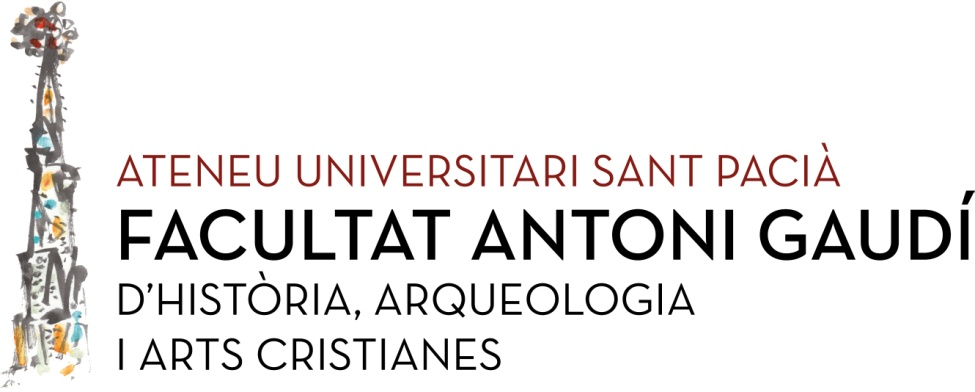 ATENEU UNIVERSITARI SANT PACIÀ
FACULTAT ANTONI GAUDÍ
D'HISTÒRIA, ARQUEOLOGIA
I ARTS CRISTIANES